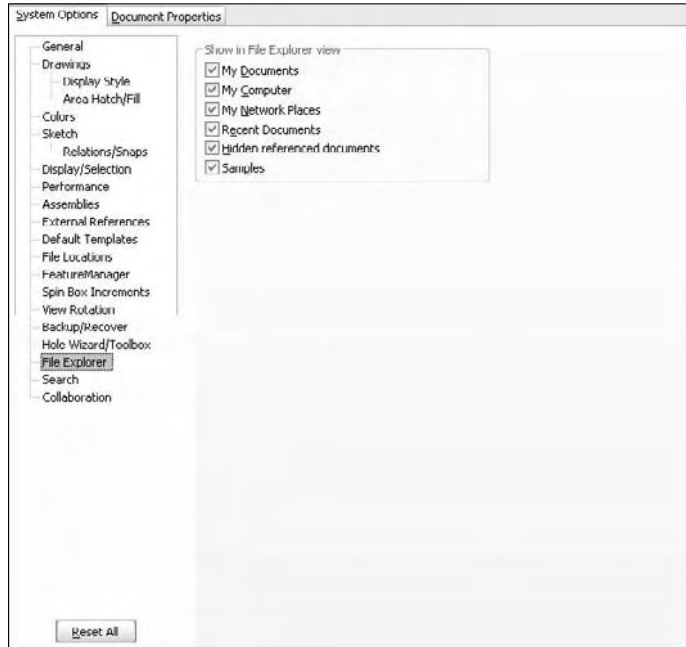 System Options
Document Properties
General
Drawings
Display Style
Area Hatch/Fill
Colors
Sketch
Relations/Snaps
Display/Selection
Performance
Assemblies
External References
Default Templates
File Locations
FeatureManager
Spin Box Increments
View Rotation
Backup/Recover
Hole Wizard/Toolbox
File Explorer
Search
Collaboration
Reset All
Show in File Explorer view
My Documents
My Computer
My Network Places
Recent Documents
Hidden referenced documents
Samples